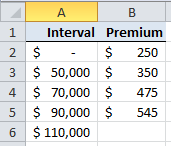 A B
1 Interval Premium
2 $ - $ 250
3 $ 50,000 $ 350
4 $ 70,000 $ 475
5 $ 90,000 $ 545
6 $ 110,000